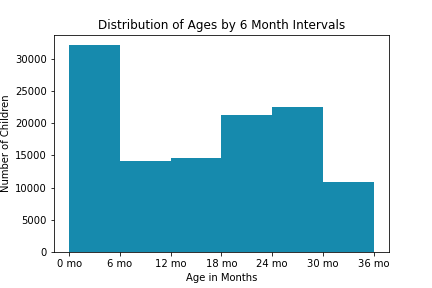 Distribution of Ages by 6 Month Intervals
Number of Children
30000
25000
20000
15000
10000
5000
0
0 mo 6 mo 12 mo 18 mo 24 mo 30 mo 36 mo
Age in Months